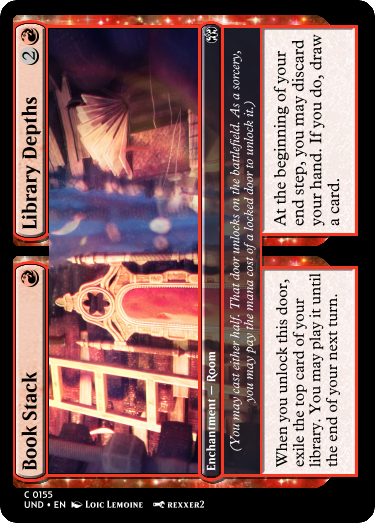 Book Stack
When you unlock this door,
exile the top card of your
library. You may play it until
the end of your next turn.
Library Depths 2
At the beginning of your
end step, you may discard
your hand. If you do, draw
a card.
Enchantment — Room
(You may cast either half. That door unlocks on the battlefield. As a sorcery,
you may pay the mana cost of a locked door to unlock it.)
C 0155
UND • EN Loic Lemoine rexxer2